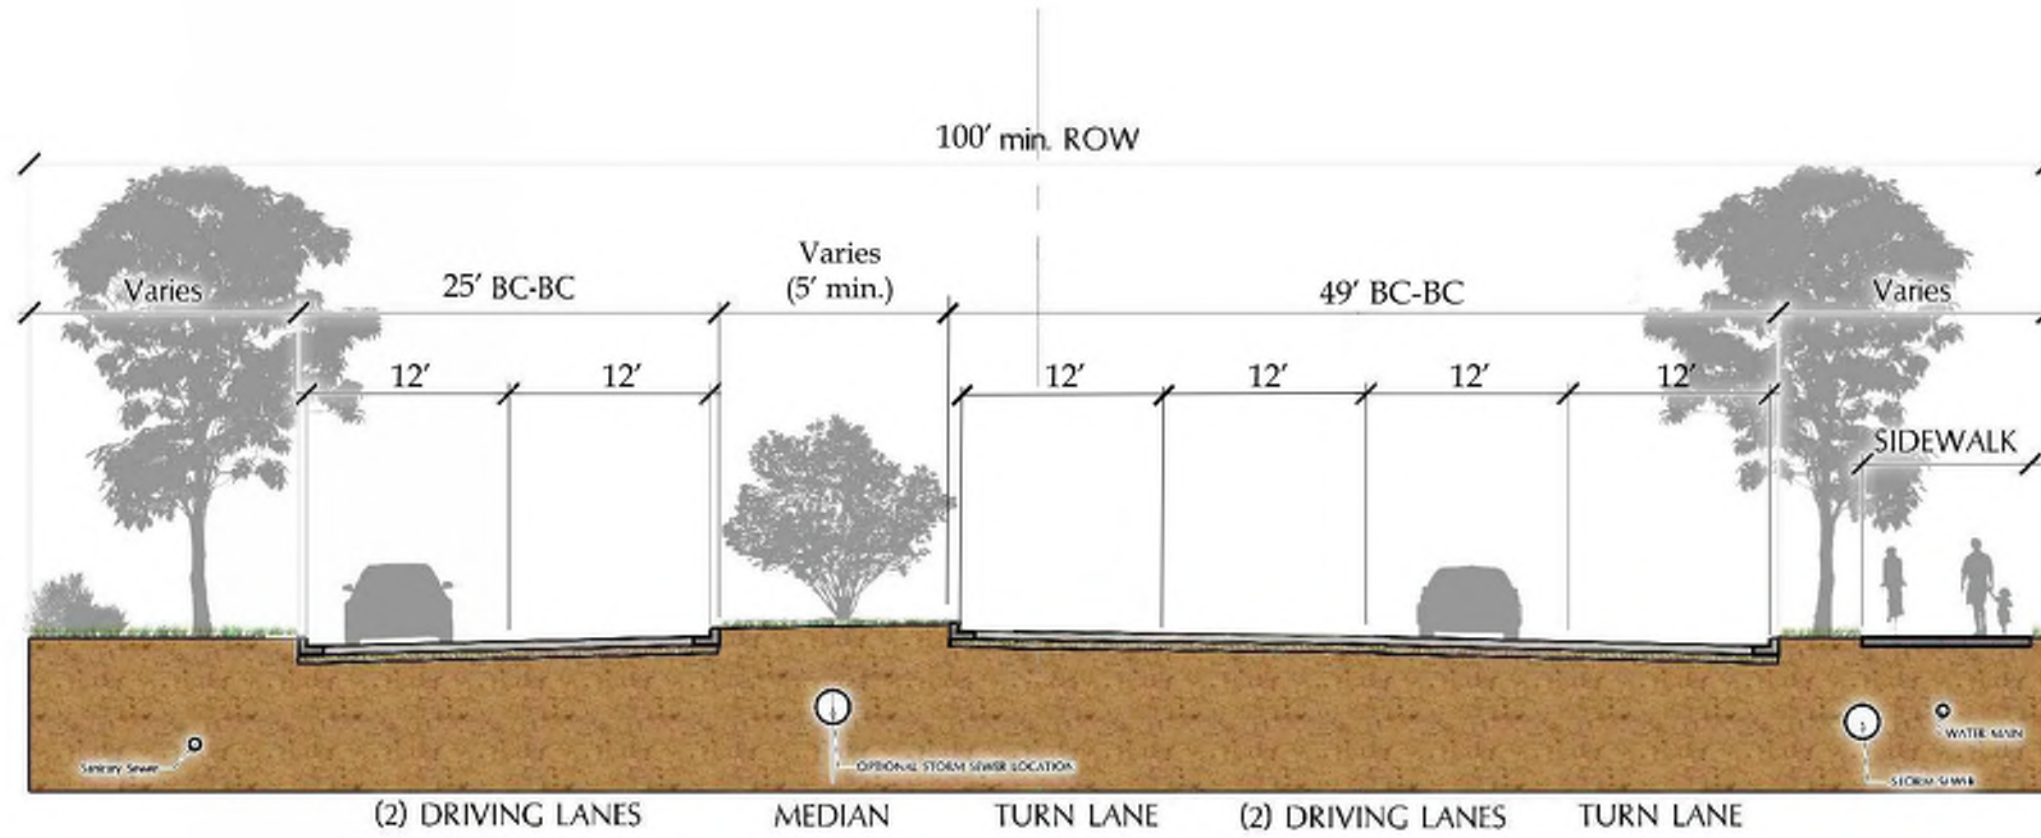 100′ min. ROW
Varies
25′ BC-BC
Varies
(5′ min.)
49′ BC-BC
Varies
12′
12′
12′
12′
12′
12′
SIDEWALK
Sanitary Sewer
OPTIONAL STORM SEWER LOCATION
WATER MAIN
STORM SEWER
(2) DRIVING LANES
MEDIAN
TURN LANE
(2) DRIVING LANES
TURN LANE